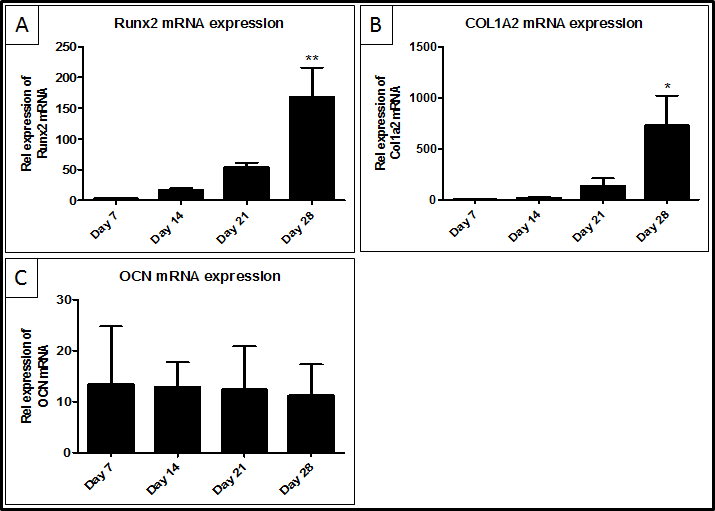 A
Runx2 mRNA expression
Rel expression of
Runx2 mRNA
250
200
150
100
50
0
**
Day 7
Day 14
Day 21
Day 28
B
COL1A2 mRNA expression
Rel expression of
Col1a2 mRNA
1500
1000
500
0
*
Day 7
Day 14
Day 21
Day 28
C
OCN mRNA expression
Rel expression of
OCN mRNA
30
20
10
0
Day 7
Day 14
Day 21
Day 28